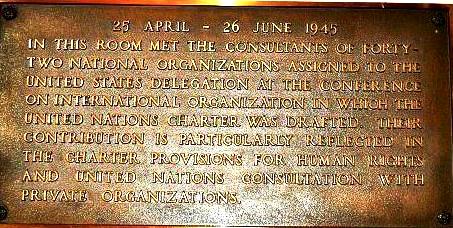 25 APRIL - 26 JUNE 1945
IN THIS ROOM MET THE CONSULTANTS OF FORTY-
TWO NATIONAL ORGANIZATIONS ASSIGNED TO THE
UNITED STATES DELEGATION AT THE CONFERENCE
ON INTERNATIONAL ORGANIZATION IN WHICH THE
UNITED NATIONS CHARTER WAS DRAFTED. THEIR
CONTRIBUTION IS PARTICULARLY REFLECTED IN
THE CHARTER PROVISIONS FOR HUMAN RIGHTS
AND UNITED NATIONS CONSULTATION WITH
PRIVATE ORGANIZATIONS.